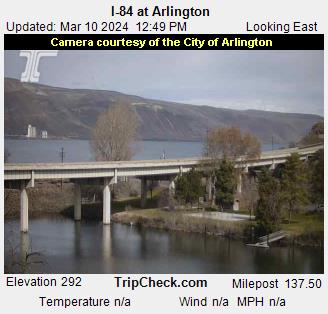 I-84 at Arlington
Updated: Mar 10 2024 12:49 PM Looking East
Camera courtesy of the City of Arlington
Elevation 292 TripCheck.com Milepost 137.50
Temperature n/a Wind n/a MPH n/a